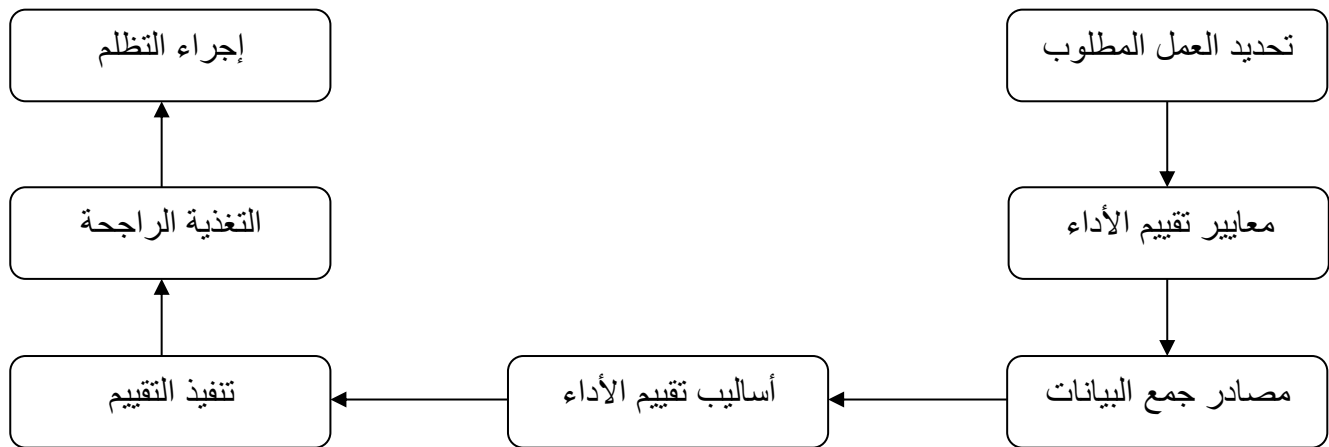 تحديد العمل المطلوب
معايير تقييم الأداء
مصادر جمع البيانات
أساليب تقييم الأداء
تنفيذ التقييم
التغذية الراجحة
إجراء التظلم